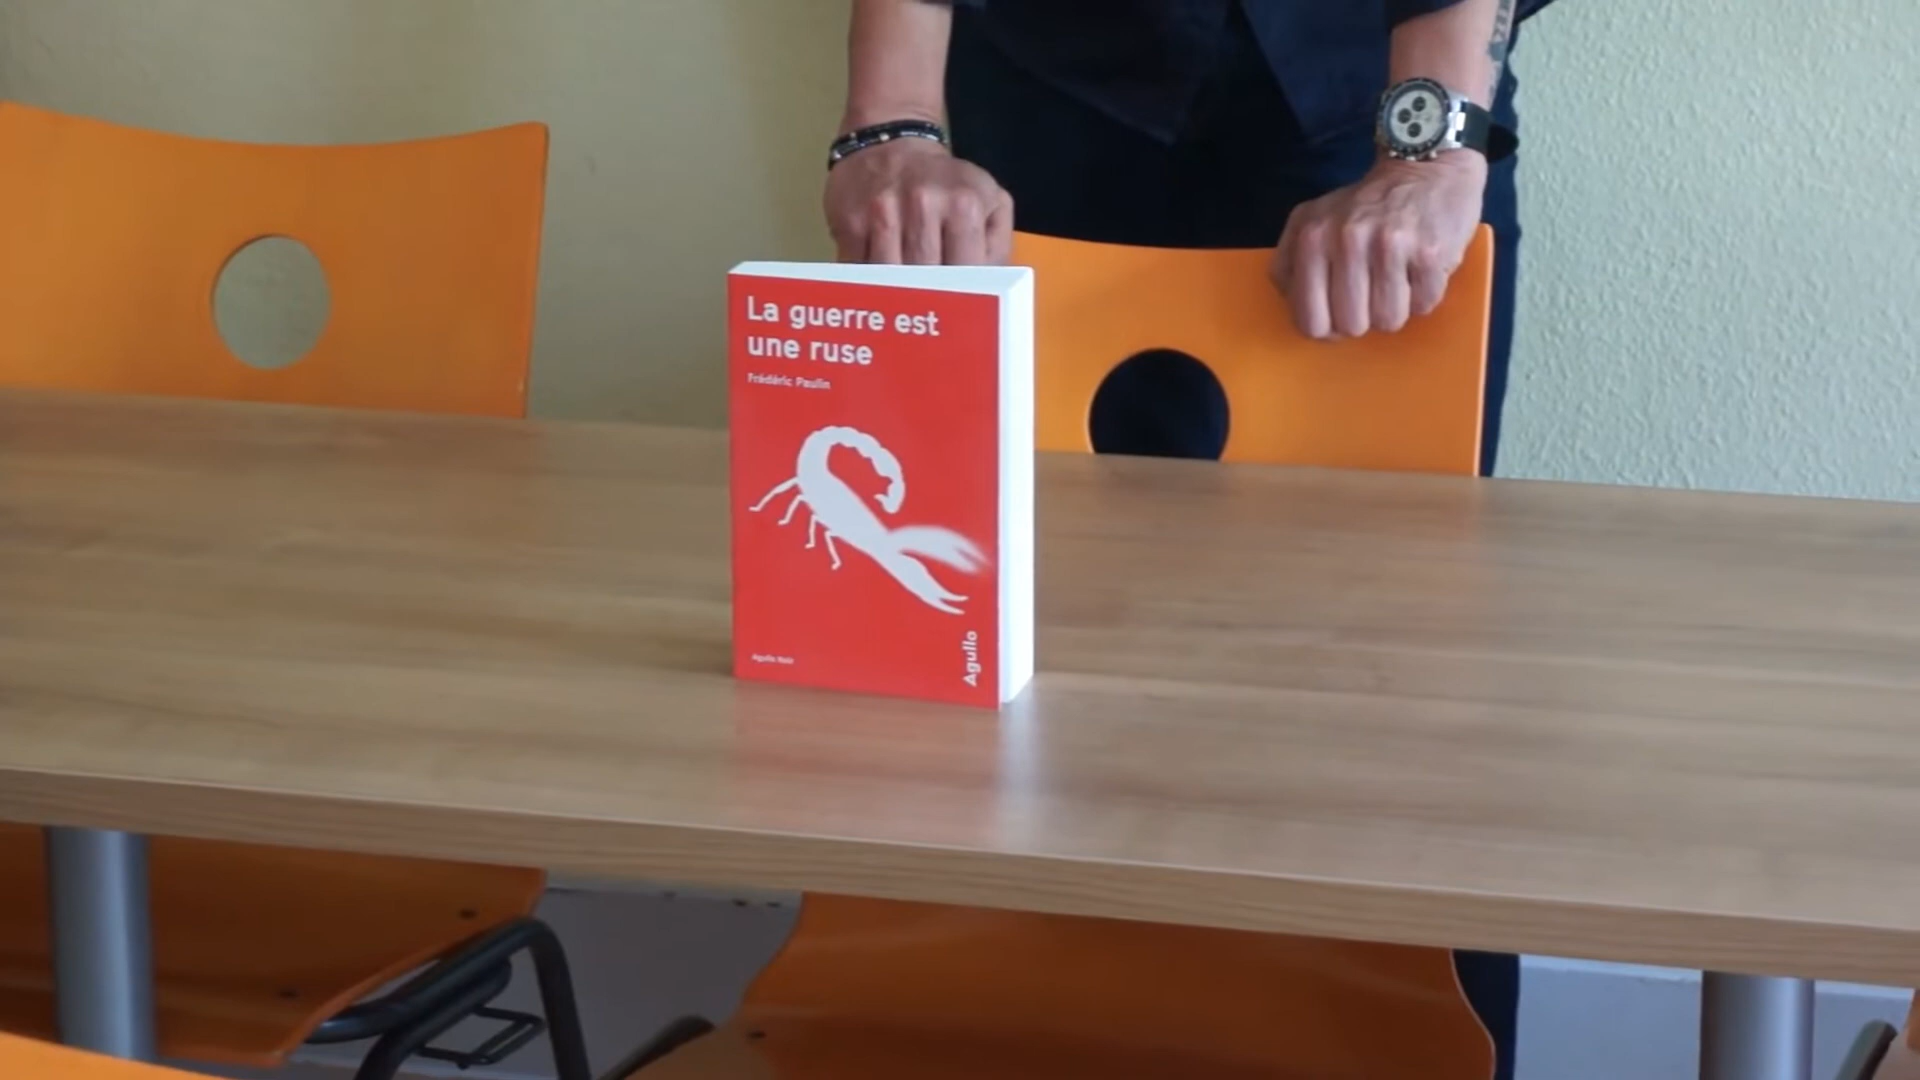 La guerre est
une ruse
Frédéric Paulin
Agullo Noir
Agullo